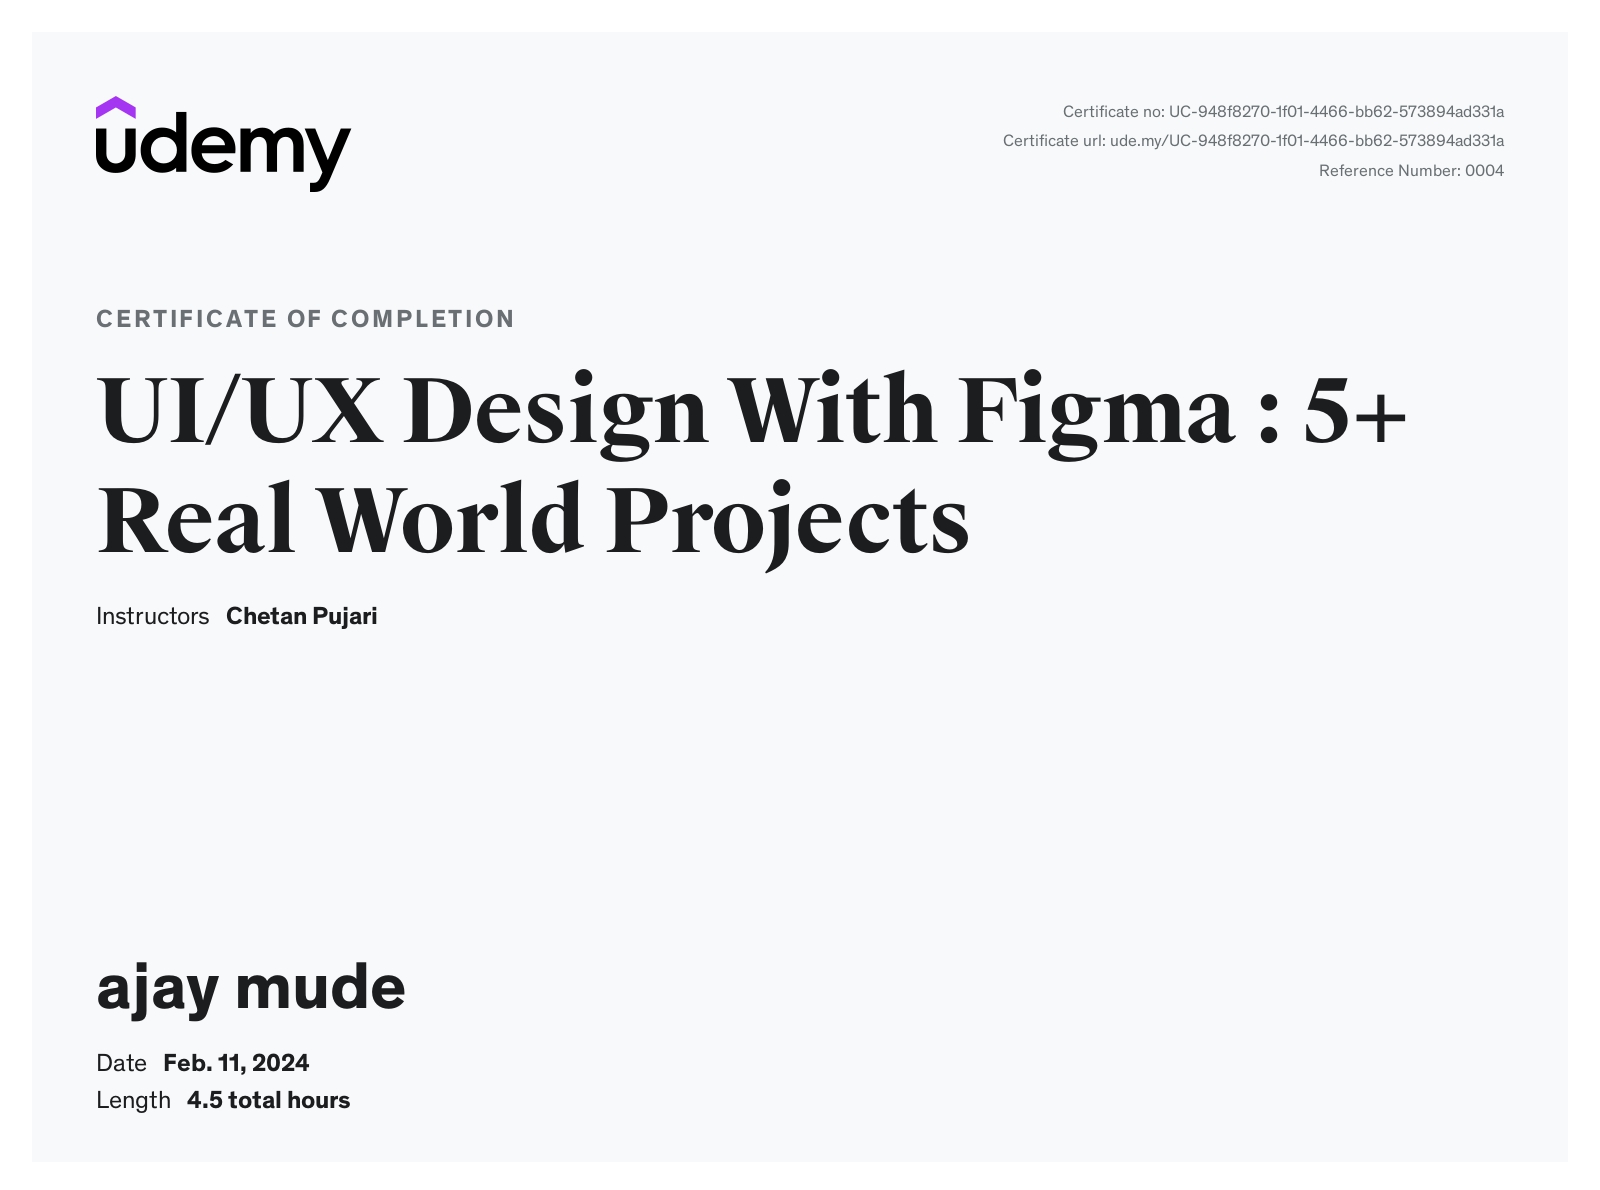 udemy
Certificate no: UC-948f8270-1f01-4466-bb62-573894ad331a
Certificate url: ude.my/UC-948f8270-1f01-4466-bb62-573894ad331a
Reference Number: 0004
CERTIFICATE OF COMPLETION
UI/UX Design With Figma : 5+
Real World Projects
Instructors Chetan Pujari
ajay mude
Date Feb. 11, 2024
Length 4.5 total hours